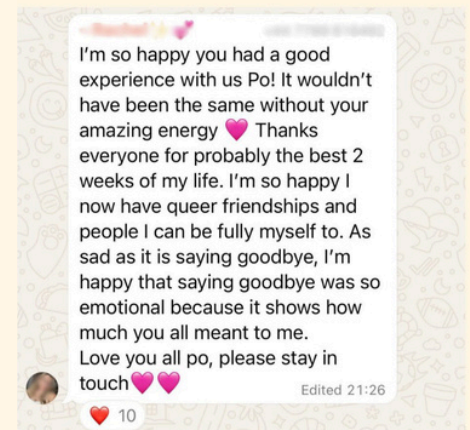 I'm so happy you had a good
experience with us Po! It wouldn't
have been the same without your
amazing energy 🩷 Thanks
everyone for probably the best 2
weeks of my life. I'm so happy I
now have queer friendships and
people I can be fully myself to. As
sad as it is saying goodbye, I'm
happy that saying goodbye was so
emotional because it shows how
much you all meant to me.
Love you all po, please stay in
touch🩷🩷
Edited 21:26
❤️ 10